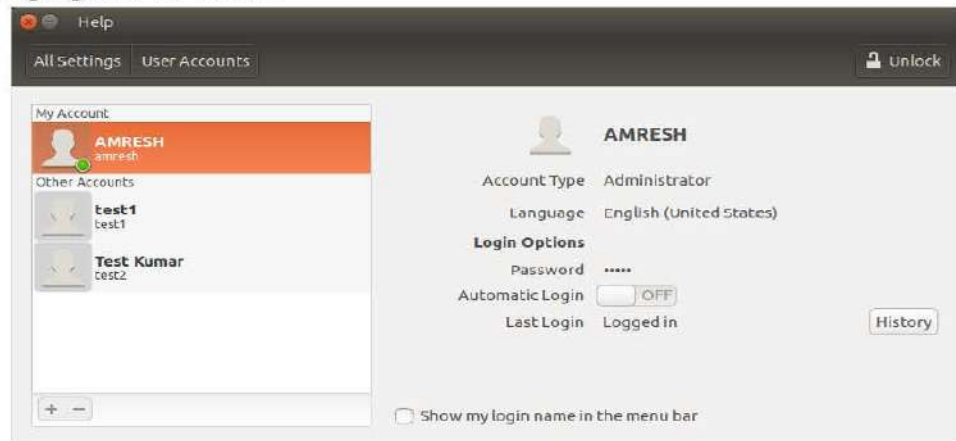 Help
All Settings User Accounts Unlock
My Account
AMRESH
amresh
Other Accounts
test1
test1
Test Kumar
test2
+ −
AMRESH
Account Type Administrator
Language English (United States)
Login Options
Password •••••
Automatic Login OFF
Last Login Logged in History
Show my login name in the menu bar